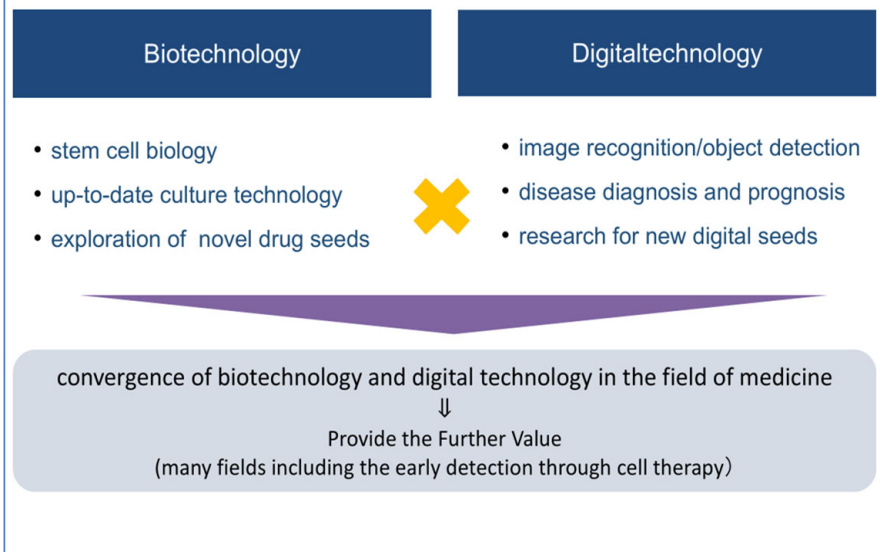 Biotechnology
• stem cell biology
• up-to-date culture technology
• exploration of novel drug seeds
Digitaltechnology
• image recognition/object detection
• disease diagnosis and prognosis
• research for new digital seeds
convergence of biotechnology and digital technology in the field of medicine
⇓
Provide the Further Value
(many fields including the early detection through cell therapy）